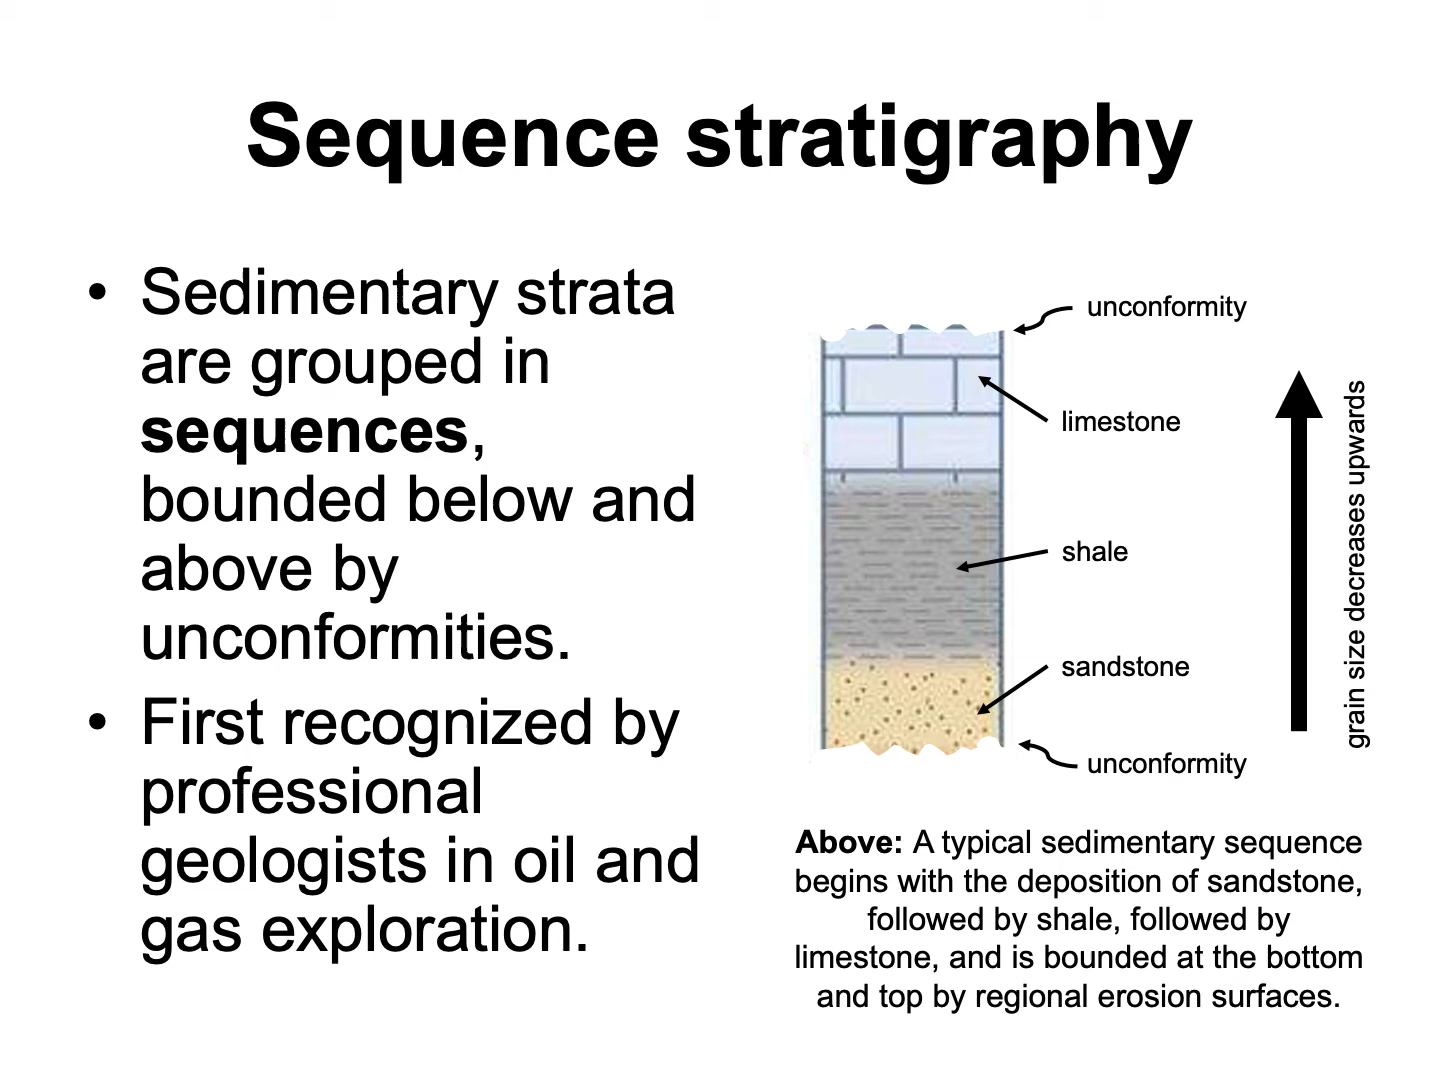 Sequence stratigraphy
• Sedimentary strata
are grouped in
sequences,
bounded below and
above by
unconformities.
• First recognized by
professional
geologists in oil and
gas exploration.
unconformity
limestone
shale
sandstone
unconformity
grain size decreases upwards
Above: A typical sedimentary sequence
begins with the deposition of sandstone,
followed by shale, followed by
limestone, and is bounded at the bottom
and top by regional erosion surfaces.